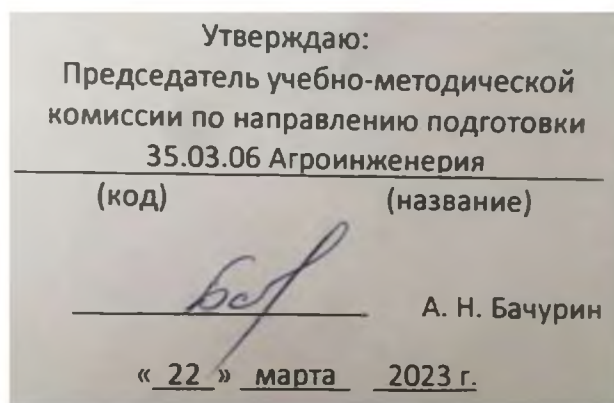 Утверждаю:
Председатель учебно-методической
комиссии по направлению подготовки
35.03.06 Агроинженерия
(код) (название)
А. Н. Бачурин
« 22 » марта 2023 г.